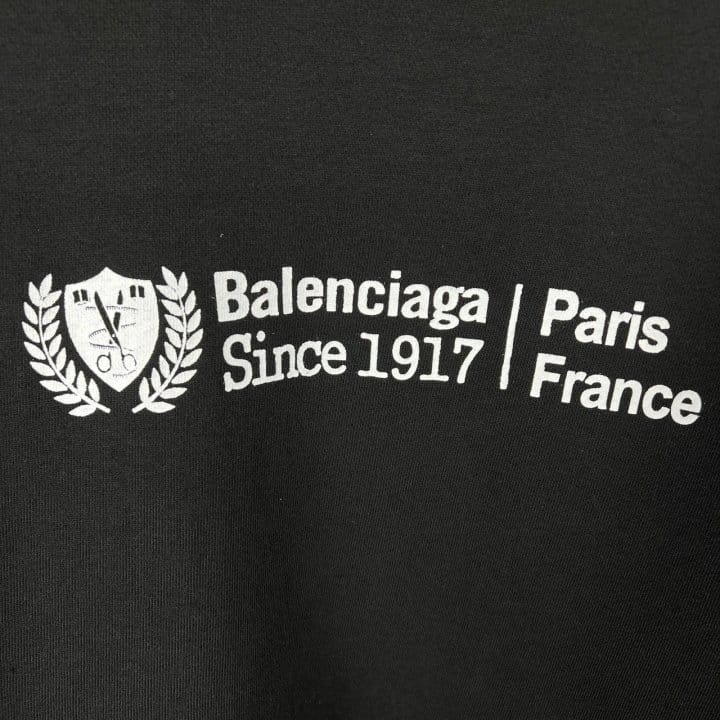 Balenciaga
Since 1917
Paris
France